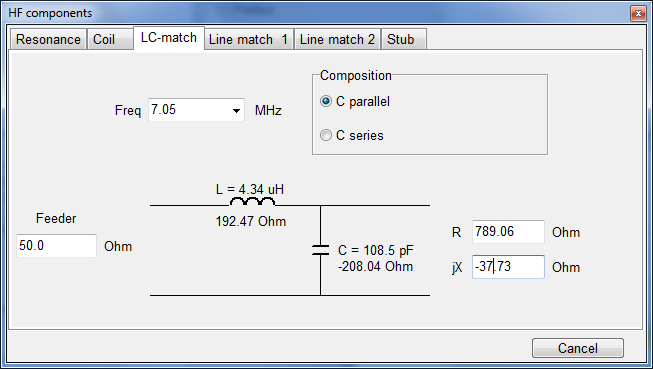 HF components
Resonance Coil LC-match Line match 1 Line match 2 Stub
Composition
Freq 7.05 MHz
C parallel
C series
L = 4.34 uH
192.47 Ohm
Feeder
50.0 Ohm
C = 108.5 pF
-208.04 Ohm
R 789.06 Ohm
jX -37.73 Ohm
Cancel